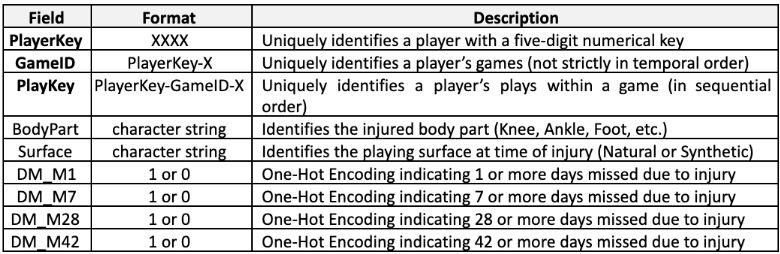 Field Format Description
PlayerKey XXXX Uniquely identifies a player with a five-digit numerical key
GameID PlayerKey-X Uniquely identifies a player's games (not strictly in temporal order)
PlayKey PlayerKey-GameID-X Uniquely identifies a player's plays within a game (in sequential
order)
BodyPart character string Identifies the injured body part (Knee, Ankle, Foot, etc.)
Surface character string Identifies the playing surface at time of injury (Natural or Synthetic)
DM_M1 1 or 0 One-Hot Encoding indicating 1 or more days missed due to injury
DM_M7 1 or 0 One-Hot Encoding indicating 7 or more days missed due to injury
DM_M28 1 or 0 One-Hot Encoding indicating 28 or more days missed due to injury
DM_M42 1 or 0 One-Hot Encoding indicating 42 or more days missed due to injury